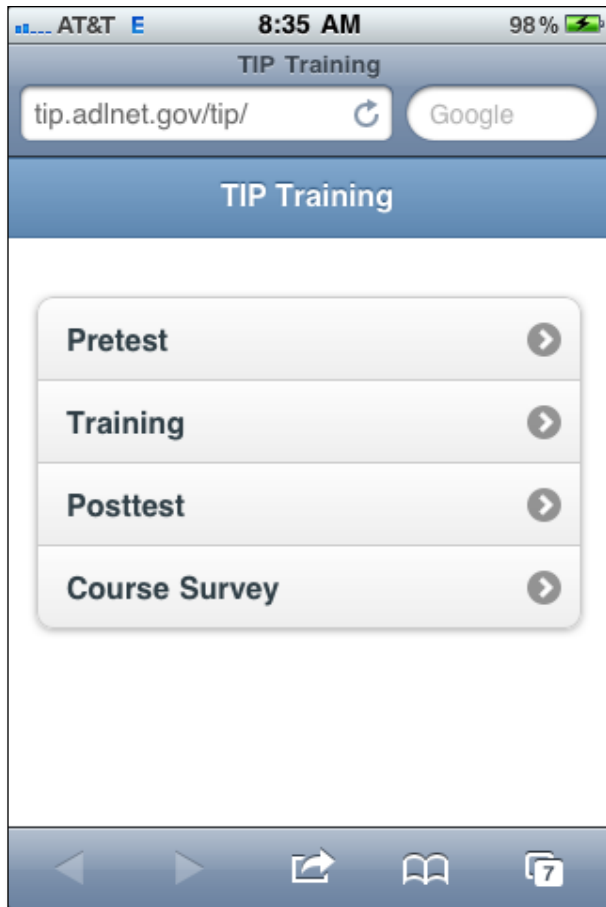 AT&T E 8:35 AM 98%
TIP Training
tip.adlnet.gov/tip/ Google
TIP Training
Pretest
Training
Posttest
Course Survey
7